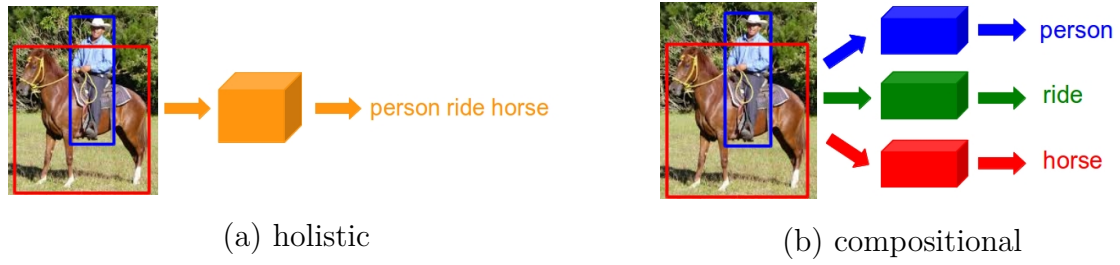 person ride horse
(a) holistic
person
ride
horse
(b) compositional